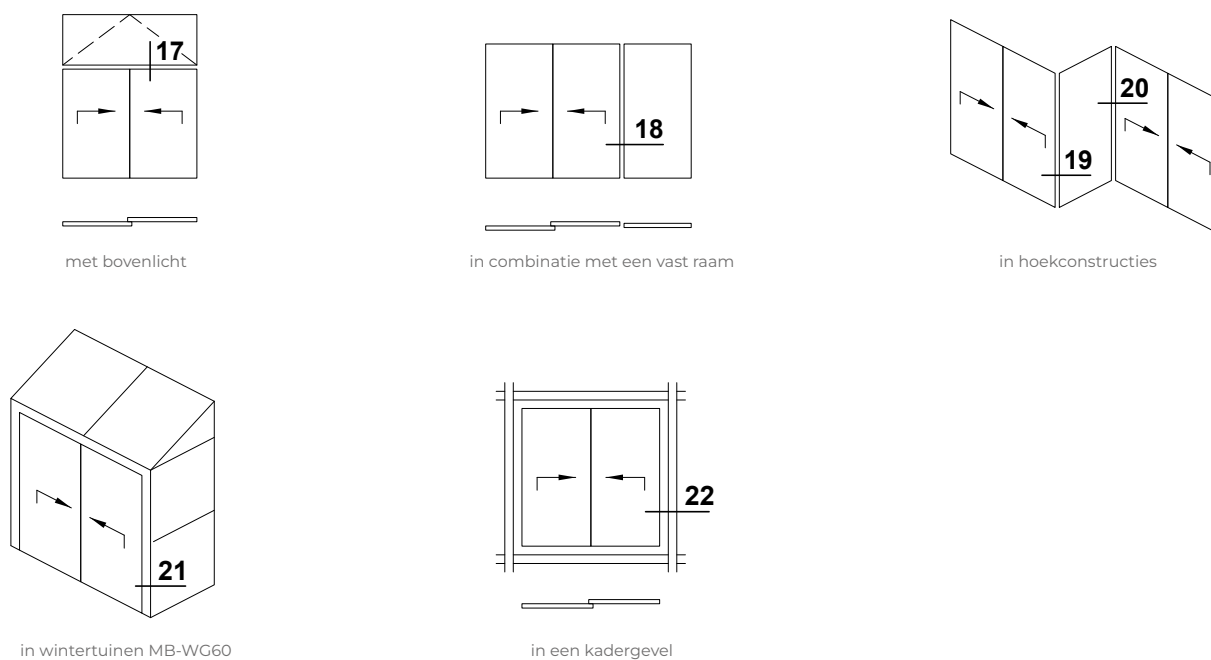 17
met bovenlicht
18
in combinatie met een vast raam
20
19
in hoekconstructies
21
in wintertuinen MB-WG60
22
in een kadergevel